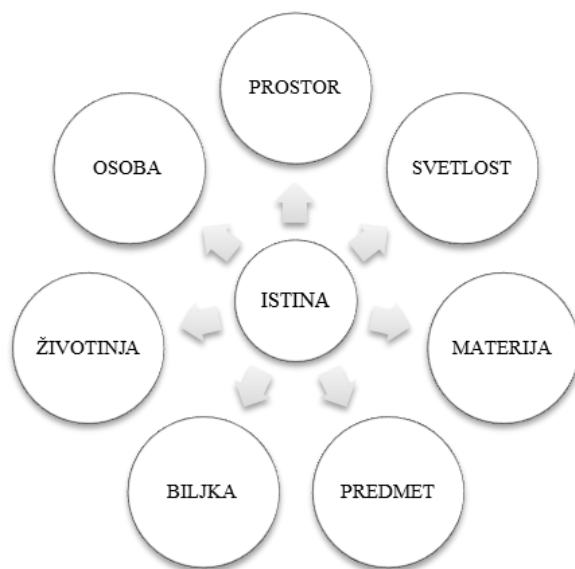 PROSTOR
OSOBA
SVETLOST
ISTINA
ŽIVOTINJA
MATERIJA
BILJKA
PREDMET